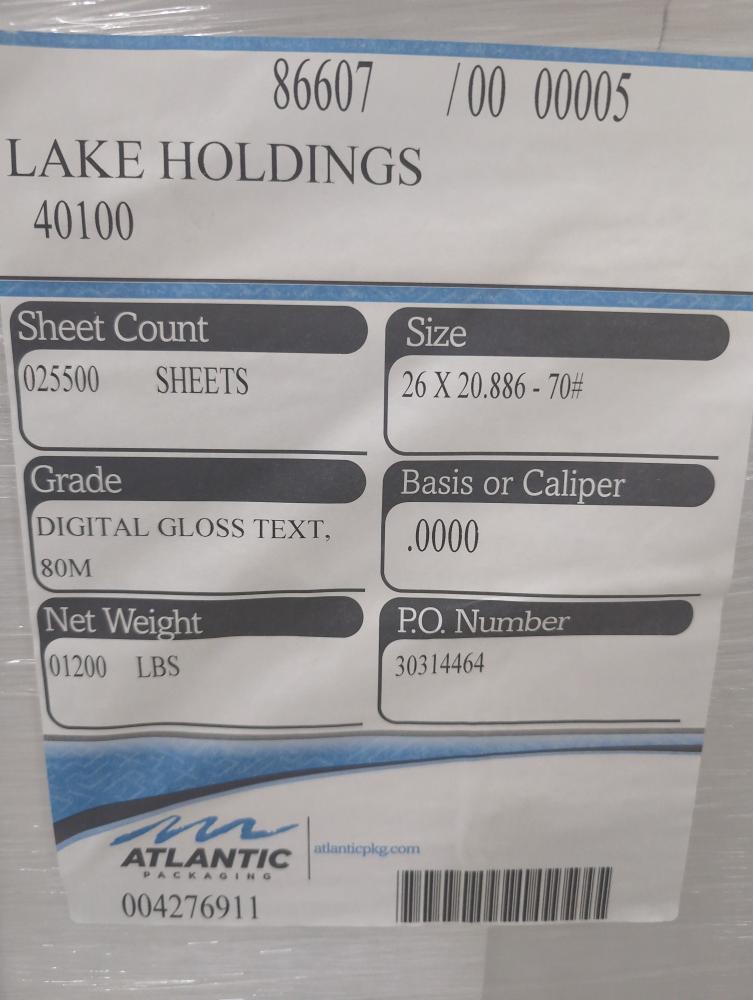 86607 /00 00005
LAKE HOLDINGS
40100
Sheet Count
025500 SHEETS
Size
26 X 20.886 - 70#
Grade
DIGITAL GLOSS TEXT,
80M
Basis or Caliper
.0000
Net Weight
01200 LBS
P.O. Number
30314464
ATLANTIC
PACKAGING
atlanticpkg.com
004276911